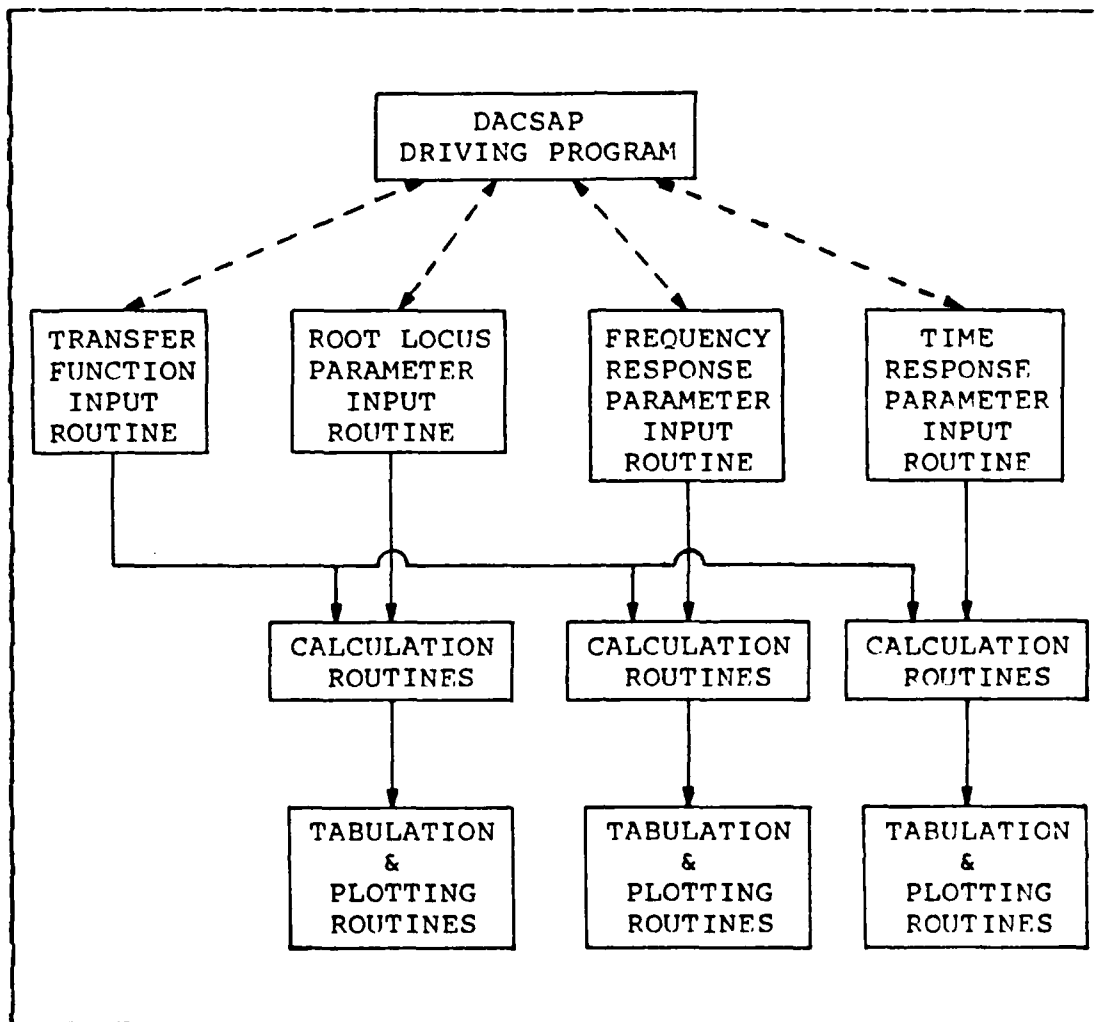 DACSAP
DRIVING PROGRAM
TRANSFER
FUNCTION
INPUT
ROUTINE
ROOT LOCUS
PARAMETER
INPUT
ROUTINE
FREQUENCY
RESPONSE
PARAMETER
INPUT
ROUTINE
TIME
RESPONSE
PARAMETER
INPUT
ROUTINE
CALCULATION
ROUTINES
CALCULATION
ROUTINES
CALCULATION
ROUTINES
TABULATION
&
PLOTTING
ROUTINES
TABULATION
&
PLOTTING
ROUTINES
TABULATION
&
PLOTTING
ROUTINES